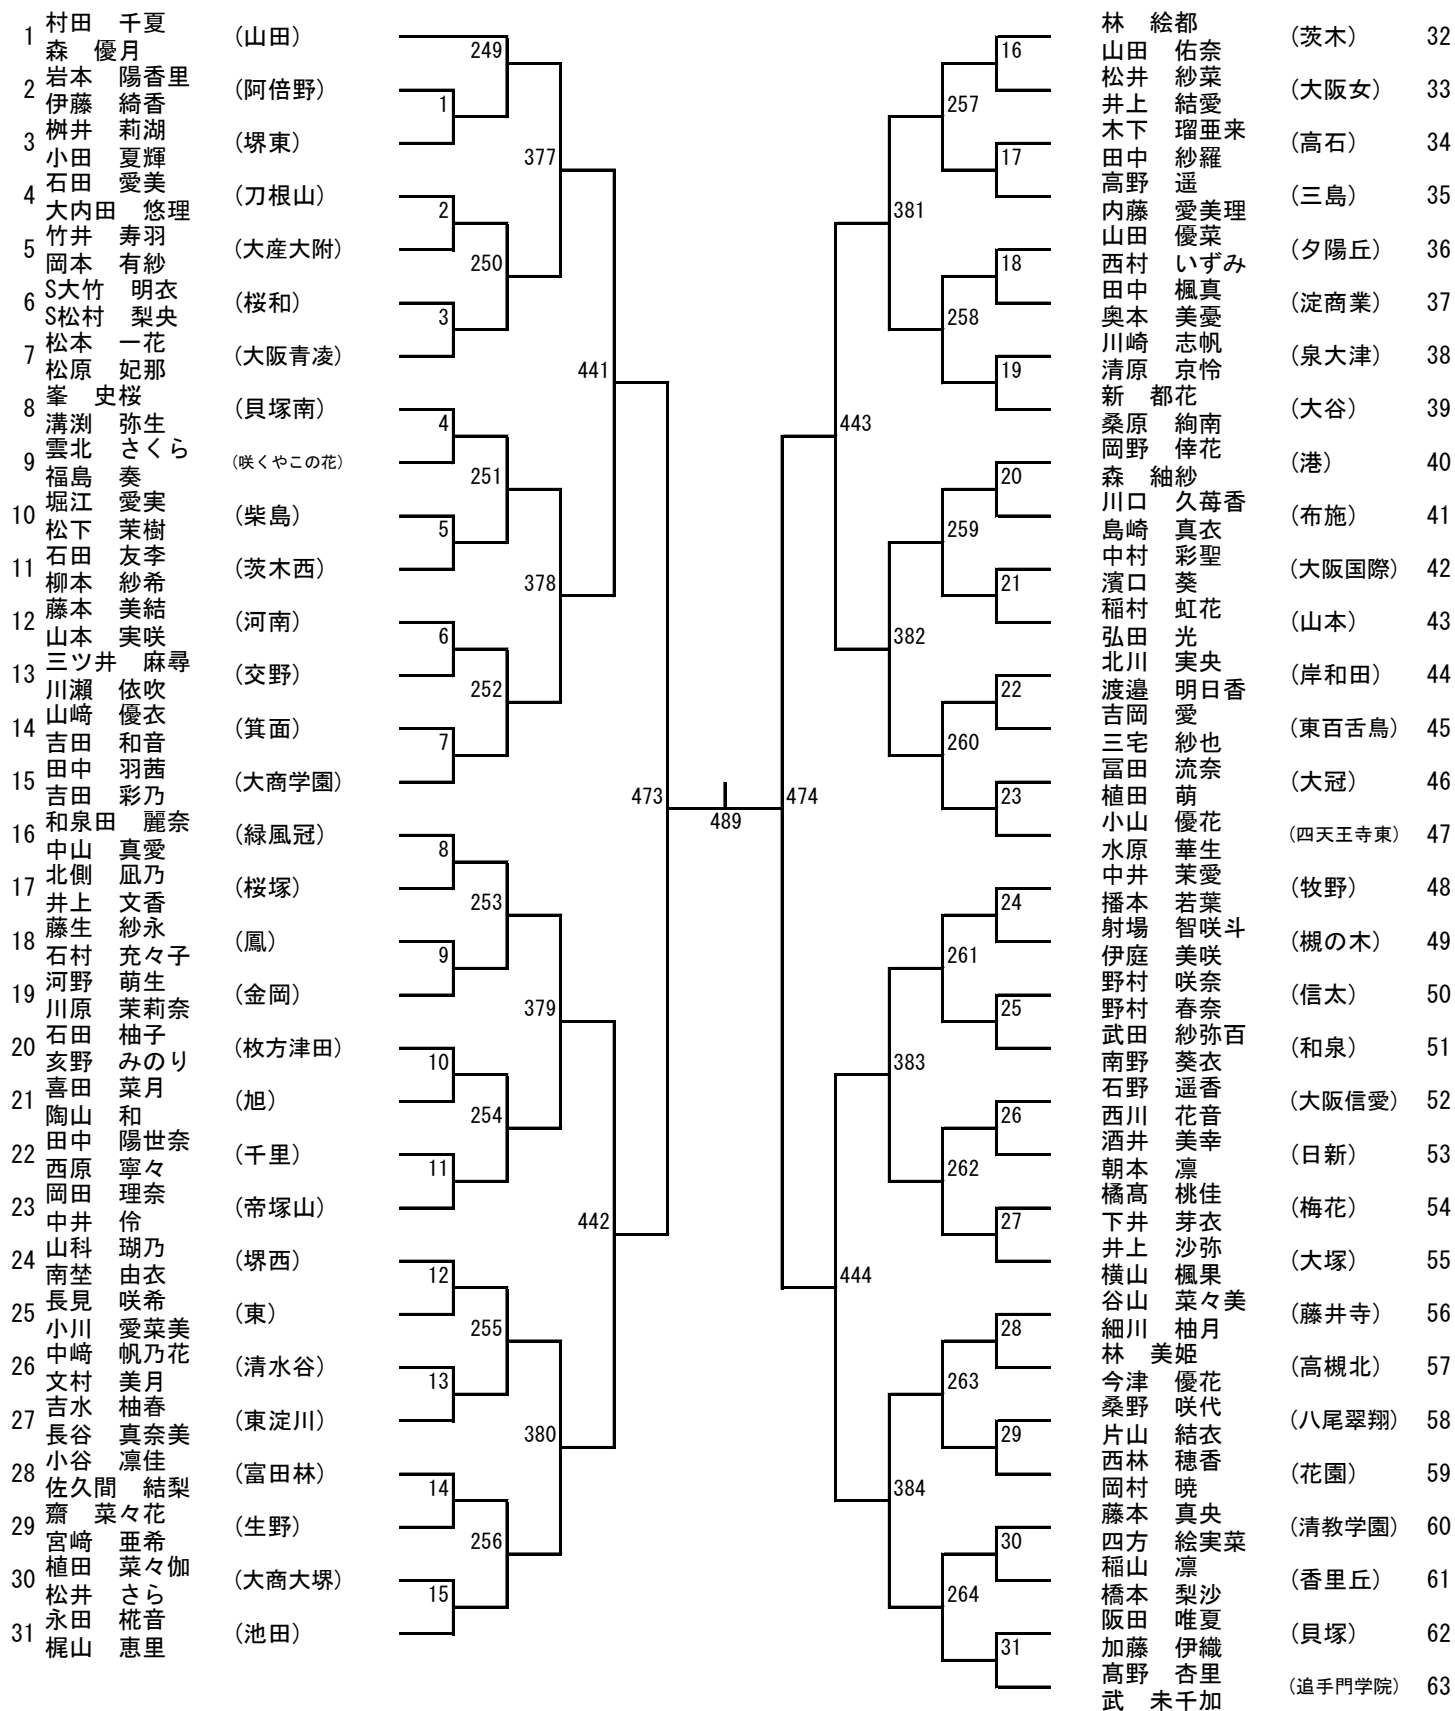 村田　千夏
1 （山田）
森　優月
岩本　陽香里
2 （阿倍野）
伊藤　綺香
桝井　莉湖
3 （堺東）
小田　夏輝
石田　愛美
4 （刀根山）
大内田　悠理
竹井　寿羽
5 （大産大附）
岡本　有紗
S大竹　明衣
6 （桜和）
S松村　梨央
松本　一花
7 （大阪青凌）
松原　妃那
峯　史桜
8 （貝塚南）
溝渕　弥生
雲北　さくら
9 （咲くやこの花）
福島　奏
堀江　愛実
10 （柴島）
松下　茉樹
石田　友李
11 （茨木西）
柳本　紗希
藤本　美結
12 （河南）
山本　実咲
三ツ井　麻尋
13 （交野）
川瀬　依吹
山﨑　優衣
14 （箕面）
吉田　和音
田中　羽茜
15 （大商学園）
吉田　彩乃
和泉田　麗奈
16 （緑風冠）
中山　真愛
北側　凪乃
17 （桜塚）
井上　文香
藤生　紗永
18 （鳳）
石村　充々子
河野　萌生
19 （金岡）
川原　茉莉奈
石田　柚子
20 （枚方津田）
亥野　みのり
喜田　菜月
21 （旭）
陶山　和
田中　陽世奈
22 （千里）
西原　寧々
岡田　理奈
23 （帝塚山）
中井　伶
山科　瑚乃
24 （堺西）
南埜　由衣
長見　咲希
25 （東）
小川　愛菜美
中﨑　帆乃花
26 （清水谷）
文村　美月
吉水　柚春
27 （東淀川）
長谷　真奈美
小谷　凛佳
28 （富田林）
佐久間　結梨
齋　菜々花
29 （生野）
宮﨑　亜希
植田　菜々伽
30 （大商大堺）
松井　さら
永田　椛音
31 （池田）
梶山　恵里
249
1
377
2
250
3
441
4
251
5
378
6
252
7
473
8
253
9
379
10
254
11
442
12
255
13
380
14
256
15
489
16
257
17
381
18
258
19
443
20
259
21
382
22
260
23
474
24
261
25
383
26
262
27
444
28
263
29
384
30
264
31
林　絵都
（茨木） 32
山田　佑奈
松井　紗菜
（大阪女） 33
井上　結愛
木下　瑠亜来
（高石） 34
田中　紗羅
高野　遥
（三島） 35
内藤　愛美理
山田　優菜
（夕陽丘） 36
西村　いずみ
田中　楓真
（淀商業） 37
奥本　美憂
川崎　志帆
（泉大津） 38
清原　京怜
新　都花
（大谷） 39
桑原　絢南
岡野　倖花
（港） 40
森　紬紗
川口　久苺香
（布施） 41
島崎　真衣
中村　彩聖
（大阪国際） 42
濱口　葵
稲村　虹花
（山本） 43
弘田　光
北川　実央
（岸和田） 44
渡邉　明日香
吉岡　愛
（東百舌鳥） 45
三宅　紗也
冨田　流奈
（大冠） 46
植田　萌
小山　優花
（四天王寺東） 47
水原　華生
中井　茉愛
（牧野） 48
播本　若葉
射場　智咲斗
（槻の木） 49
伊庭　美咲
野村　咲奈
（信太） 50
野村　春奈
武田　紗弥百
（和泉） 51
南野　葵衣
石野　遥香
（大阪信愛） 52
西川　花音
酒井　美幸
（日新） 53
朝本　凛
橘髙　桃佳
（梅花） 54
下井　芽衣
井上　沙弥
（大塚） 55
横山　楓果
谷山　菜々美
（藤井寺） 56
細川　柚月
林　美姫
（高槻北） 57
今津　優花
桑野　咲代
（八尾翠翔） 58
片山　結衣
西林　穂香
（花園） 59
岡村　暁
藤本　真央
（清教学園） 60
四方　絵実菜
稲山　凛
（香里丘） 61
橋本　梨沙
阪田　唯夏
（貝塚） 62
加藤　伊織
髙野　杏里
（追手門学院） 63
武　未千加